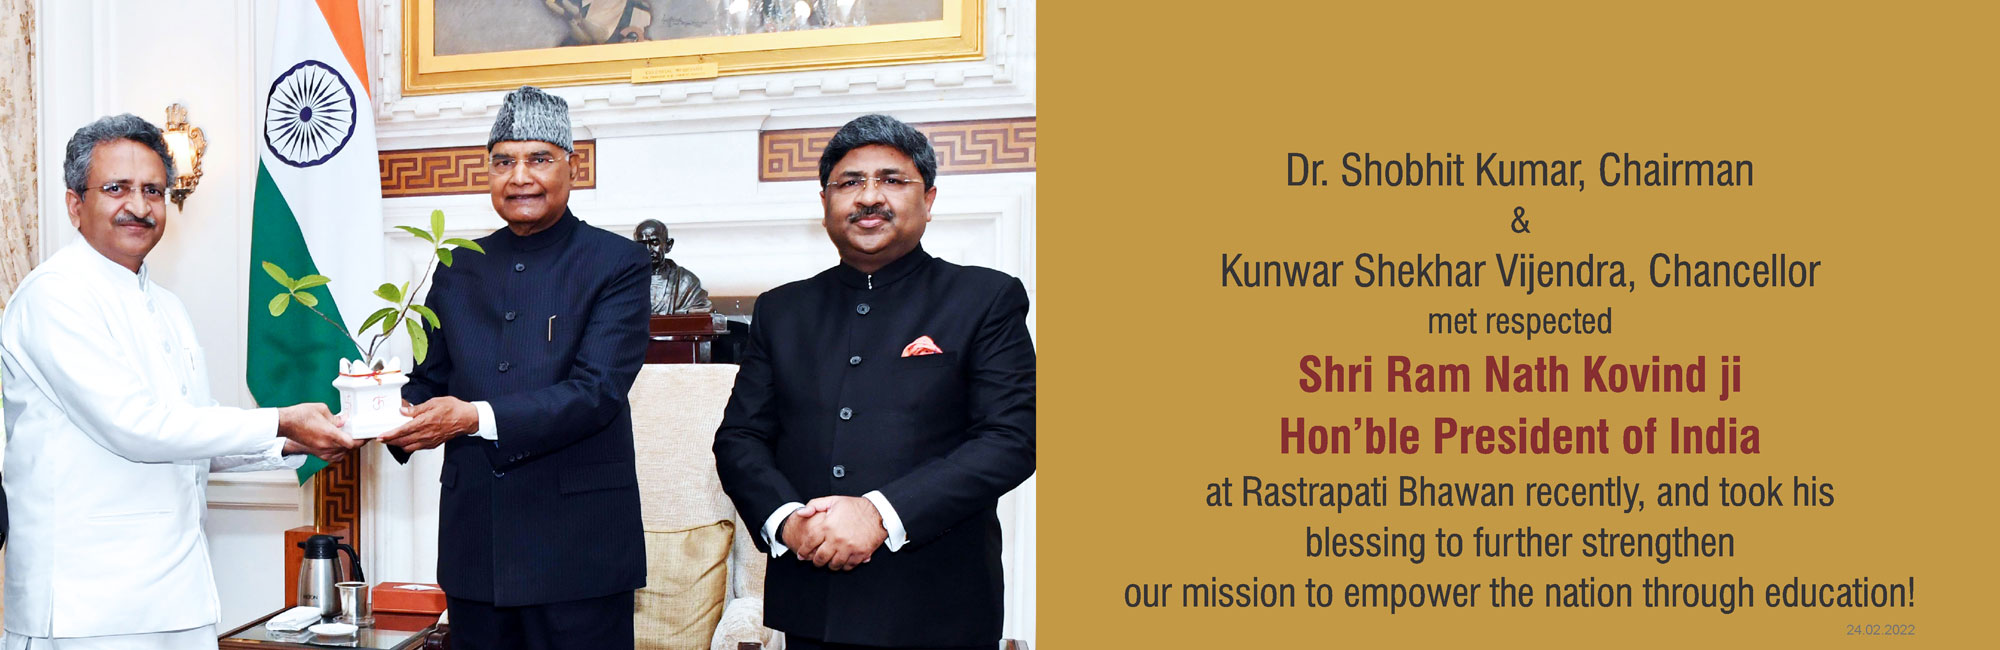 Dr. Shobhit Kumar, Chairman
&
Kunwar Shekhar Vijendra, Chancellor
met respected
Shri Ram Nath Kovind ji
Hon'ble President of India
at Rastrapati Bhawan recently, and took his
blessing to further strengthen
our mission to empower the nation through education!
24.02.2022